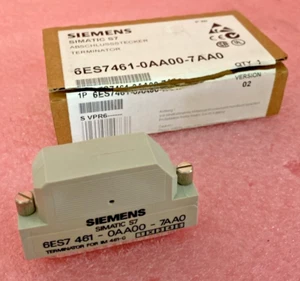 SIEMENS
SIMATIC S7
ABSCHLUSSSTECKER
TERMINATOR
6ES7461-0AA00-7AA0
QTY 1
1P 6ES7461-0AA00-7AA0
VERSION
02
S VPR6
SIEMENS
SIMATIC S7
6ES7 461 - 0AA00 - 7AA0
TERMINATOR FOR IM 461-0